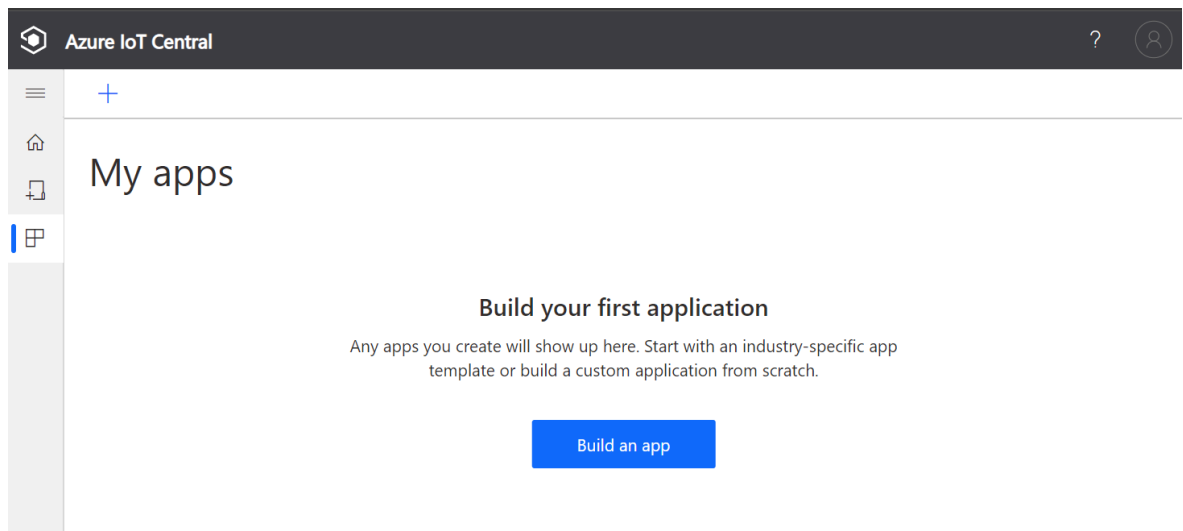 Azure IoT Central
?
My apps
Build your first application
Any apps you create will show up here. Start with an industry-specific app
template or build a custom application from scratch.
Build an app